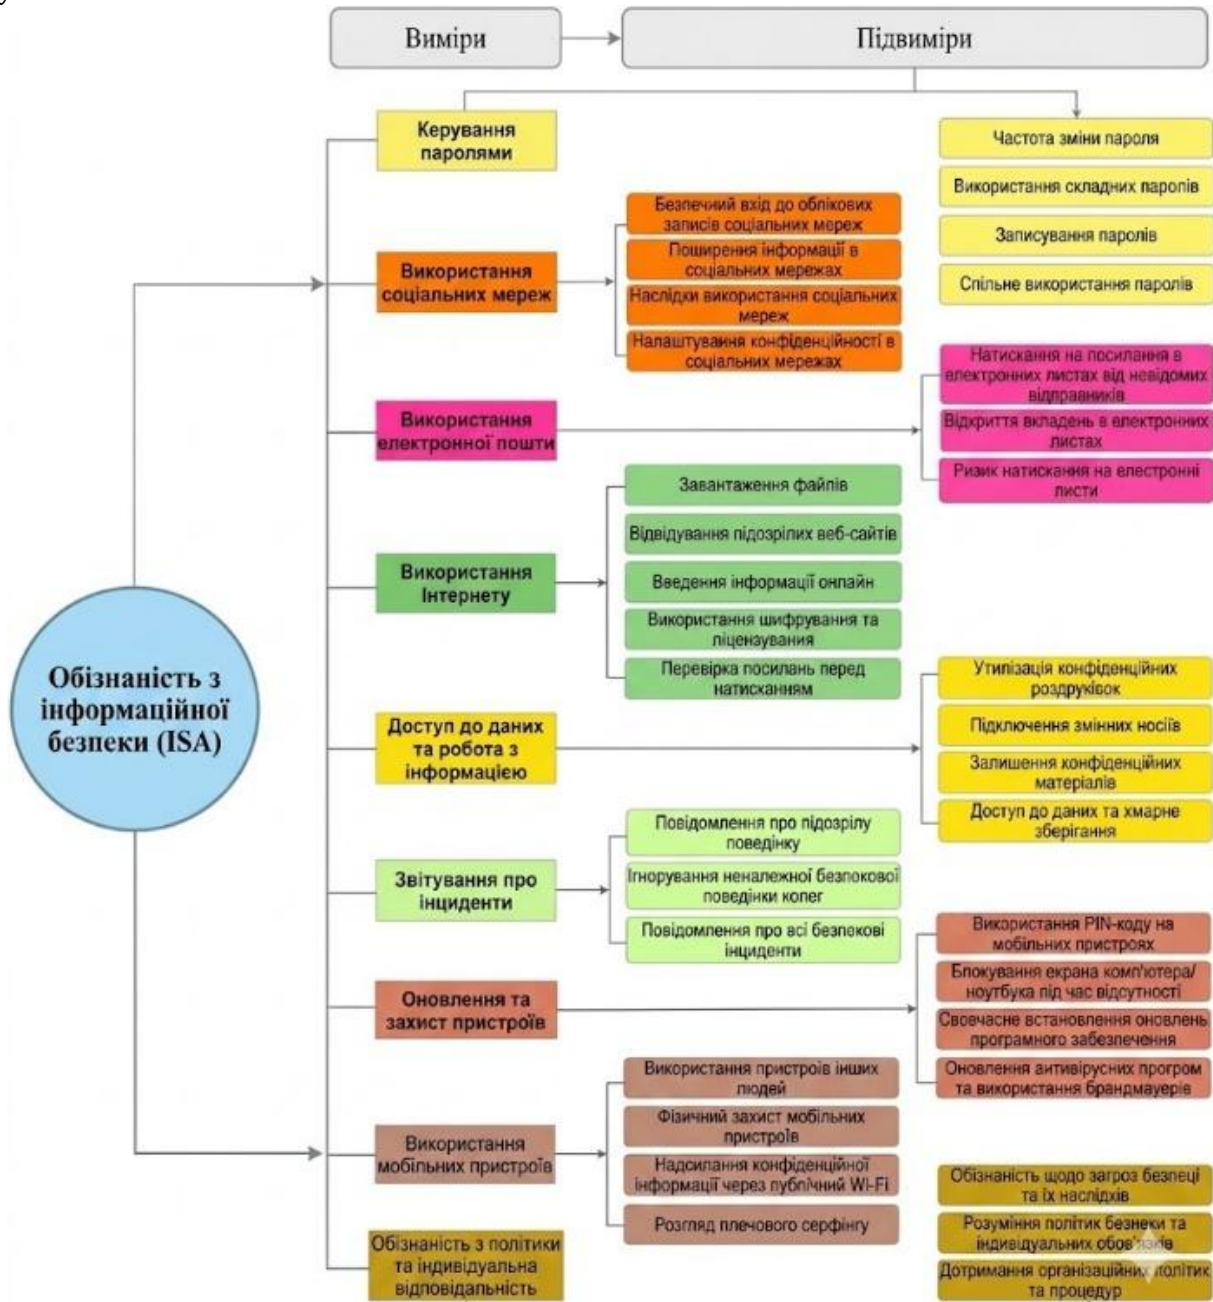 Виміри
Підвиміри
Керування
паролями
Частота зміни пароля
Використання складних паролів
Записування паролів
Спільне використання паролів
Використання
соціальних мереж
Безпечний вхід до облікових
записів соціальних мереж
Поширення інформації в
соціальних мережах
Наслідки використання соціальних
мереж
Налаштування конфіденційності в
соціальних мережах
Використання
електронної пошти
Натискання на посилання в
електронних листах від невідомих
відправників
Відкриття вкладень в електронних
листах
Ризик натискання на електронні
листи
Використання
Інтернету
Завантаження файлів
Відвідування підозрілих веб-сайтів
Введення інформації онлайн
Використання шифрування та
ліцензування
Перевірка посилань перед
натисканням
Обізнаність з
інформаційної
безпеки (ISA)
Доступ до даних
та робота з
інформацією
Утилізація конфіденційних
роздруківок
Підключення змінних носіїв
Залишення конфіденційних
матеріалів
Доступ до даних та хмарне
зберігання
Звітування про
інциденти
Повідомлення про підозрілу
поведінку
Ігнорування неналежної безпекової
поведінки колег
Повідомлення про всі безпекові
інциденти
Оновлення та
захист пристроїв
Використання PIN-коду на
мобільних пристроях
Блокування екрана комп'ютера/
ноутбука під час відсутності
Свовчасне встановлення оновлень
програмного забезпечення
Оновлення антивірусних прогром
та використання брандмауерів
Використання
мобільних пристроїв
Використання пристроїв інших
людей
Фізичний захист мобільних
пристроїв
Надсилання конфіденційної
інформації через публічний Wi-Fi
Розгляд плечового серфінгу
Обізнаність з політики
та індивідуальна
відповідальність
Обізнаність щодо загроз безпеці
та їх наслідхів
Розуміння політик безнеки та
індивідуальних обов'язків
Дотримання організаційних політик
та процедур